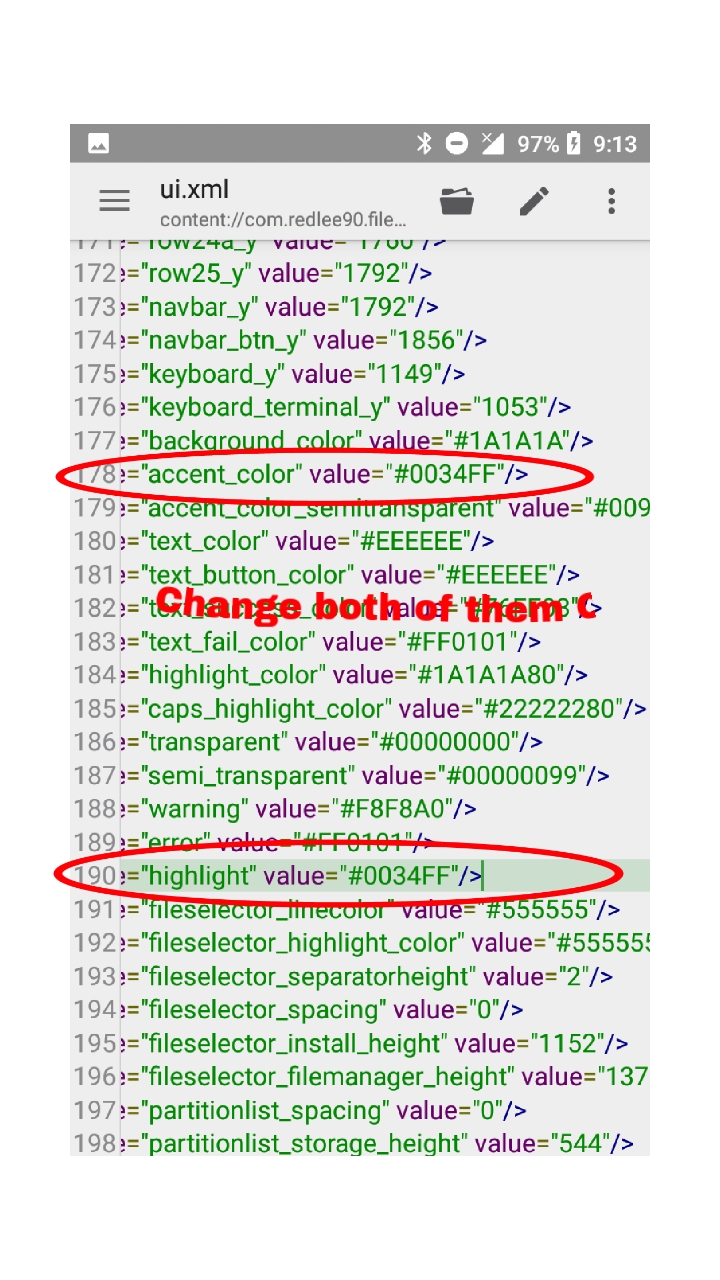 97% 9:13
ui.xml
content://com.redlee90.file...
171 e="row24a_y" value="1760"/>
172 e="row25_y" value="1792"/>
173 e="navbar_y" value="1792"/>
174 e="navbar_btn_y" value="1856"/>
175 e="keyboard_y" value="1149"/>
176 e="keyboard_terminal_y" value="1053"/>
177 e="background_color" value="#1A1A1A"/>
178 e="accent_color" value="#0034FF"/>
179 e="accent_color_semitransparent" value="#009
180 e="text_color" value="#EEEEEE"/>
181 e="text_button_color" value="#EEEEEE"/>
Change both of them
182 e="text_success_color" value=
183 e="text_fail_color" value="#FF0101"/>
184 e="highlight_color" value="#1A1A1A80"/>
185 e="caps_highlight_color" value="#22222280"/>
186 e="transparent" value="#00000000"/>
187 e="semi_transparent" value="#00000099"/>
188 e="warning" value="#F8F8A0"/>
189 e="error" value="#FF0101"/>
190 e="highlight" value="#0034FF"/>
191 e="fileselector_linecolor" value="#555555"/>
192 e="fileselector_highlight_color" value="#555555
193 e="fileselector_separatorheight" value="2"/>
194 e="fileselector_spacing" value="0"/>
195 e="fileselector_install_height" value="1152"/>
196 e="fileselector_filemanager_height" value="137
197 e="partitionlist_spacing" value="0"/>
198 e="partitionlist_storage_height" value="544"/>